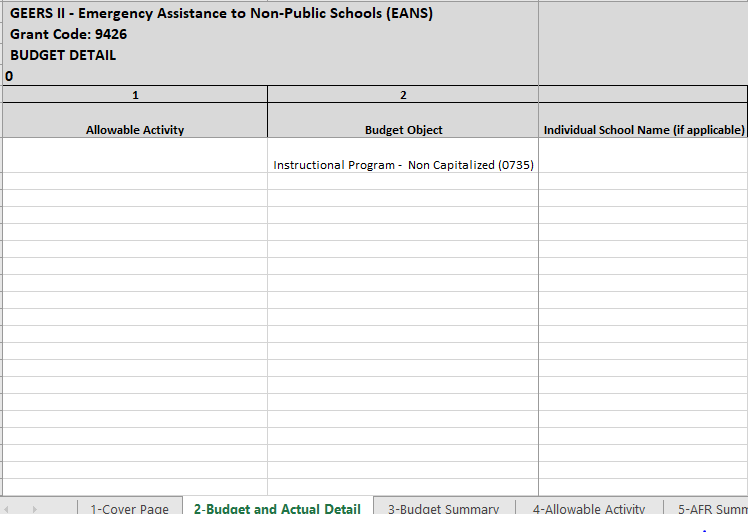 GEERS II - Emergency Assistance to Non-Public Schools (EANS)
Grant Code: 9426
BUDGET DETAIL
0
1 2
Allowable Activity Budget Object Individual School Name (if applicable)
Instructional Program - Non Capitalized (0735)
1-Cover Page 2-Budget and Actual Detail 3-Budget Summary 4-Allowable Activity 5-AFR Summ